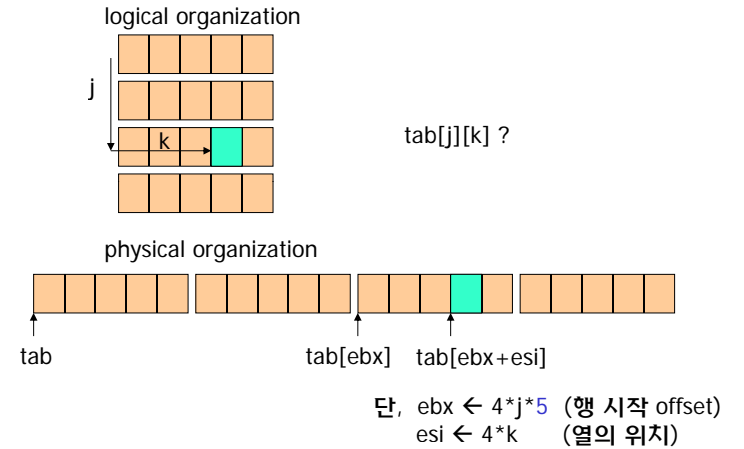 logical organization
j
k
tab[j][k] ?
physical organization
tab
tab[ebx]
tab[ebx+esi]
단, ebx ← 4*j*5 (행 시작 offset)
esi ← 4*k (열의 위치)